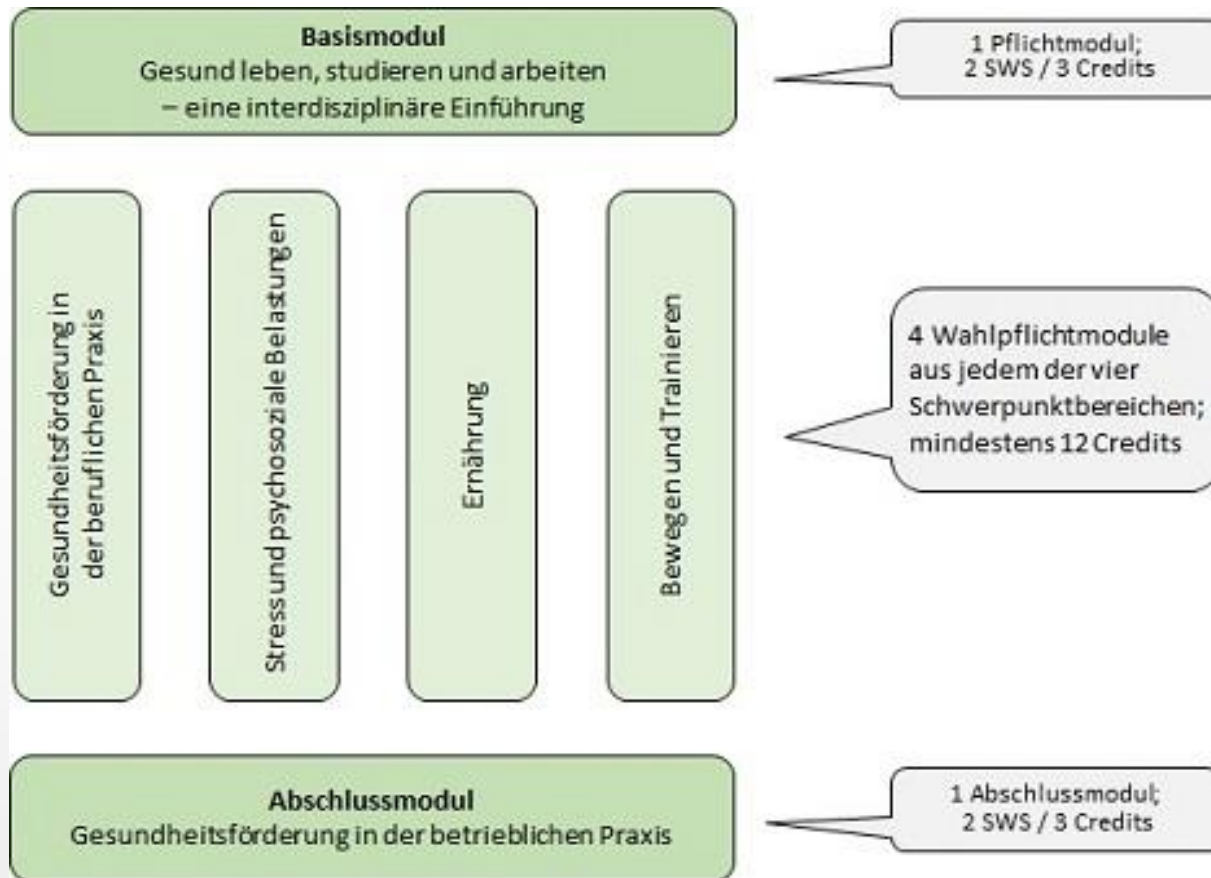 Basismodul
Gesund leben, studieren und arbeiten
– eine interdisziplinäre Einführung
1 Pflichtmodul;
2 SWS / 3 Credits
Gesundheitsförderung in
der beruflichen Praxis
Stress und psychosoziale Belastungen
Ernährung
Bewegen und Trainieren
4 Wahlpflichtmodule
aus jedem der vier
Schwerpunktbereichen;
mindestens 12 Credits
Abschlussmodul
Gesundheitsförderung in der betrieblichen Praxis
1 Abschlussmodul;
2 SWS / 3 Credits